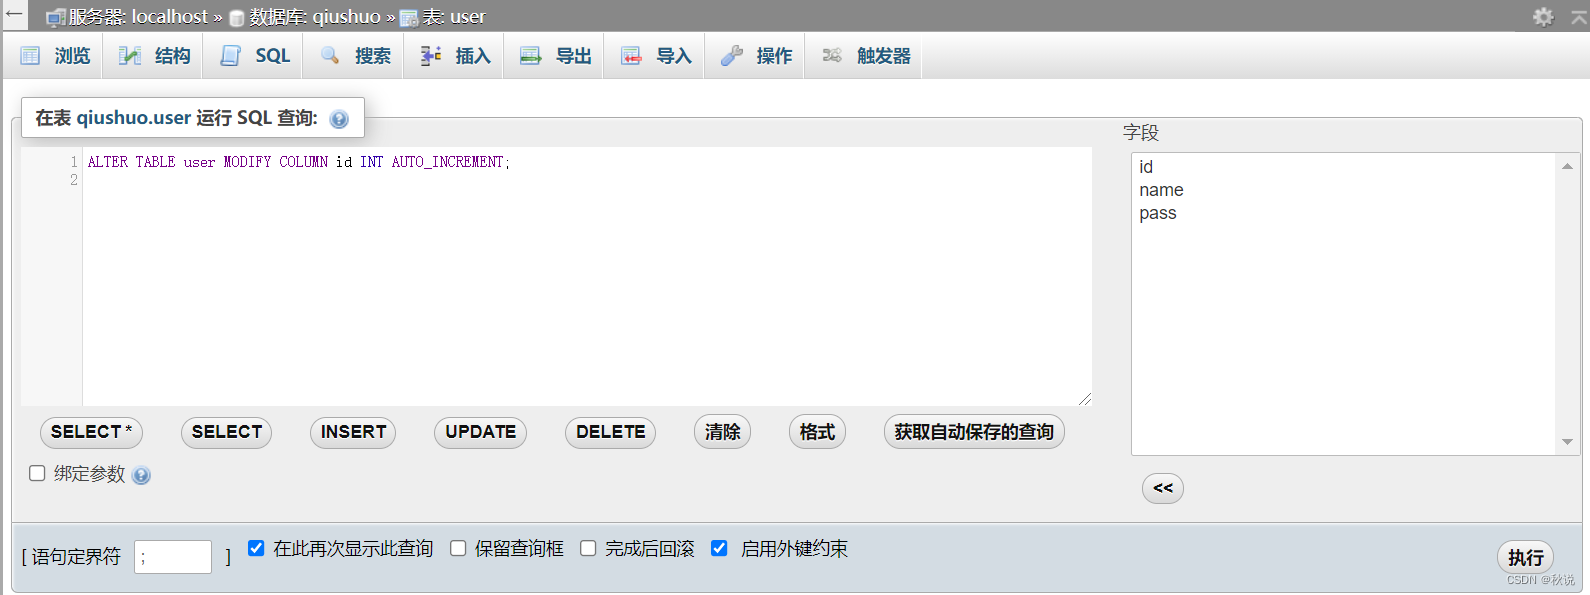 ← 服务器: localhost » 数据库: qiushuo » 表: user
浏览 结构 SQL 搜索 插入 导出 导入 操作 触发器
在表 qiushuo.user 运行 SQL 查询:
字段
1 ALTER TABLE user MODIFY COLUMN id INT AUTO_INCREMENT;
2
id
name
pass
SELECT * SELECT INSERT UPDATE DELETE 清除 格式 获取自动保存的查询
绑定参数
<<
[ 语句定界符 ; ] 在此再次显示此查询 保留查询框 完成后回滚 启用外键约束
执行
CSDN @秋说